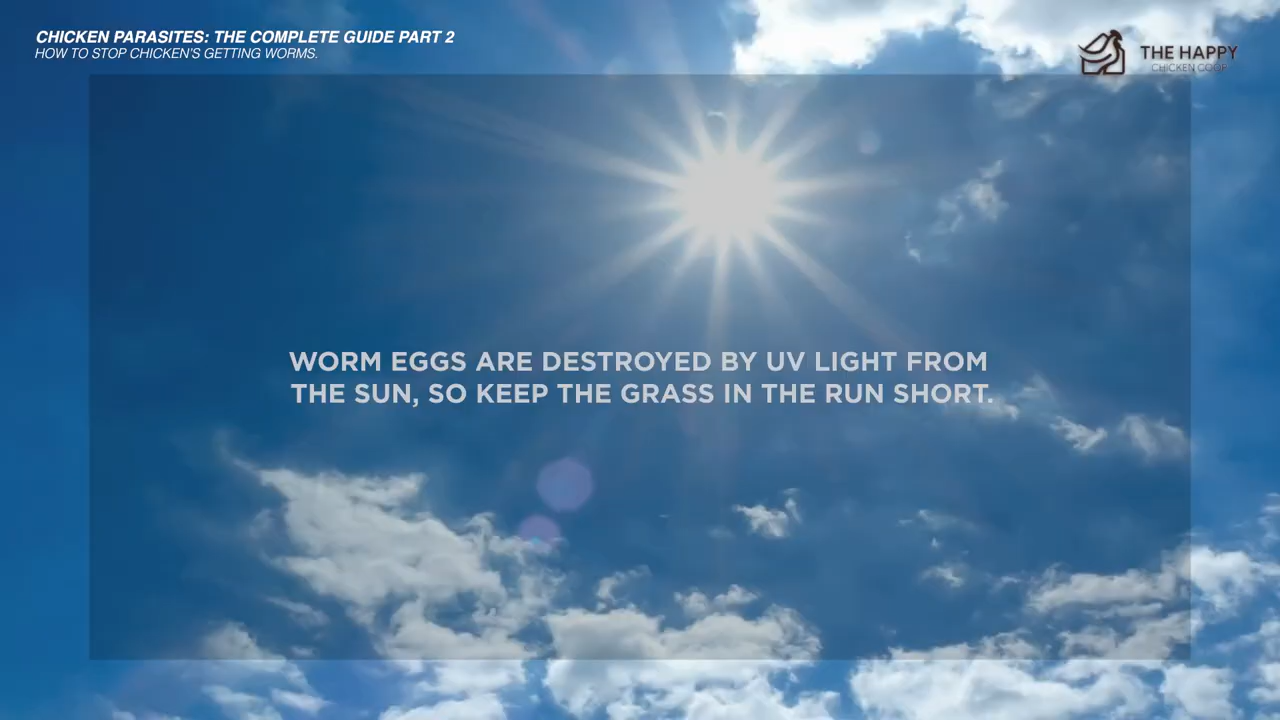 CHICKEN PARASITES: THE COMPLETE GUIDE PART 2
HOW TO STOP CHICKEN'S GETTING WORMS.
THE HAPPY
CHICKEN COOP
WORM EGGS ARE DESTROYED BY UV LIGHT FROM
THE SUN, SO KEEP THE GRASS IN THE RUN SHORT.